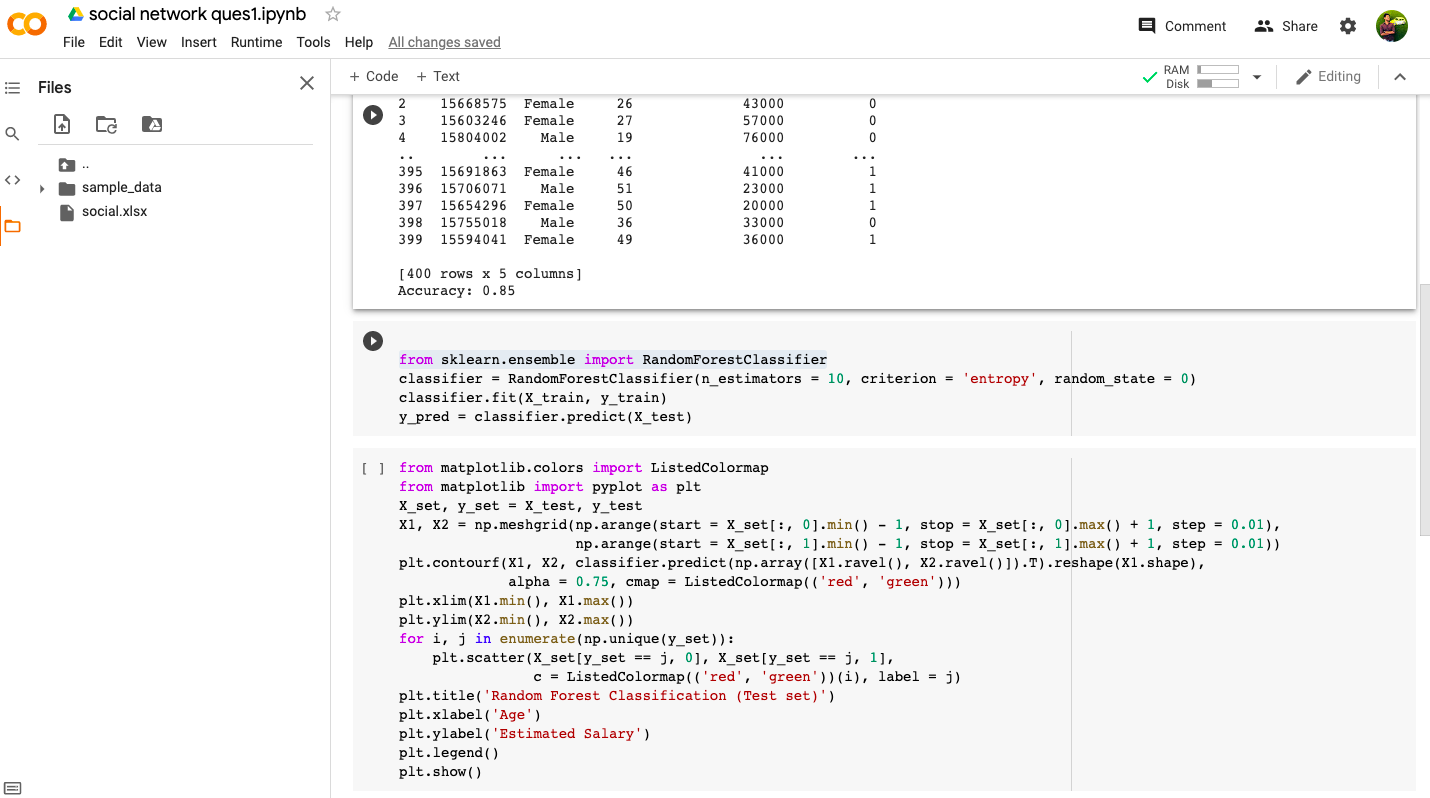 social network ques1.ipynb
File Edit View Insert Runtime Tools Help All changes saved
Comment Share
Files
..
sample_data
social.xlsx
+ Code + Text
RAM
Disk
Editing
2 15668575 Female 26 43000 0
3 15603246 Female 27 57000 0
4 15804002 Male 19 76000 0
.. ... ... ... ... ...
395 15691863 Female 46 41000 1
396 15706071 Male 51 23000 1
397 15654296 Female 50 20000 1
398 15755018 Male 36 33000 0
399 15594041 Female 49 36000 1
[400 rows x 5 columns]
Accuracy: 0.85
from sklearn.ensemble import RandomForestClassifier
classifier = RandomForestClassifier(n_estimators = 10, criterion = 'entropy', random_state = 0)
classifier.fit(X_train, y_train)
y_pred = classifier.predict(X_test)
[ ] from matplotlib.colors import ListedColormap
from matplotlib import pyplot as plt
X_set, y_set = X_test, y_test
X1, X2 = np.meshgrid(np.arange(start = X_set[:, 0].min() - 1, stop = X_set[:, 0].max() + 1, step = 0.01),
np.arange(start = X_set[:, 1].min() - 1, stop = X_set[:, 1].max() + 1, step = 0.01))
plt.contourf(X1, X2, classifier.predict(np.array([X1.ravel(), X2.ravel()]).T).reshape(X1.shape),
alpha = 0.75, cmap = ListedColormap(('red', 'green')))
plt.xlim(X1.min(), X1.max())
plt.ylim(X2.min(), X2.max())
for i, j in enumerate(np.unique(y_set)):
plt.scatter(X_set[y_set == j, 0], X_set[y_set == j, 1],
c = ListedColormap(('red', 'green'))(i), label = j)
plt.title('Random Forest Classification (Test set)')
plt.xlabel('Age')
plt.ylabel('Estimated Salary')
plt.legend()
plt.show()